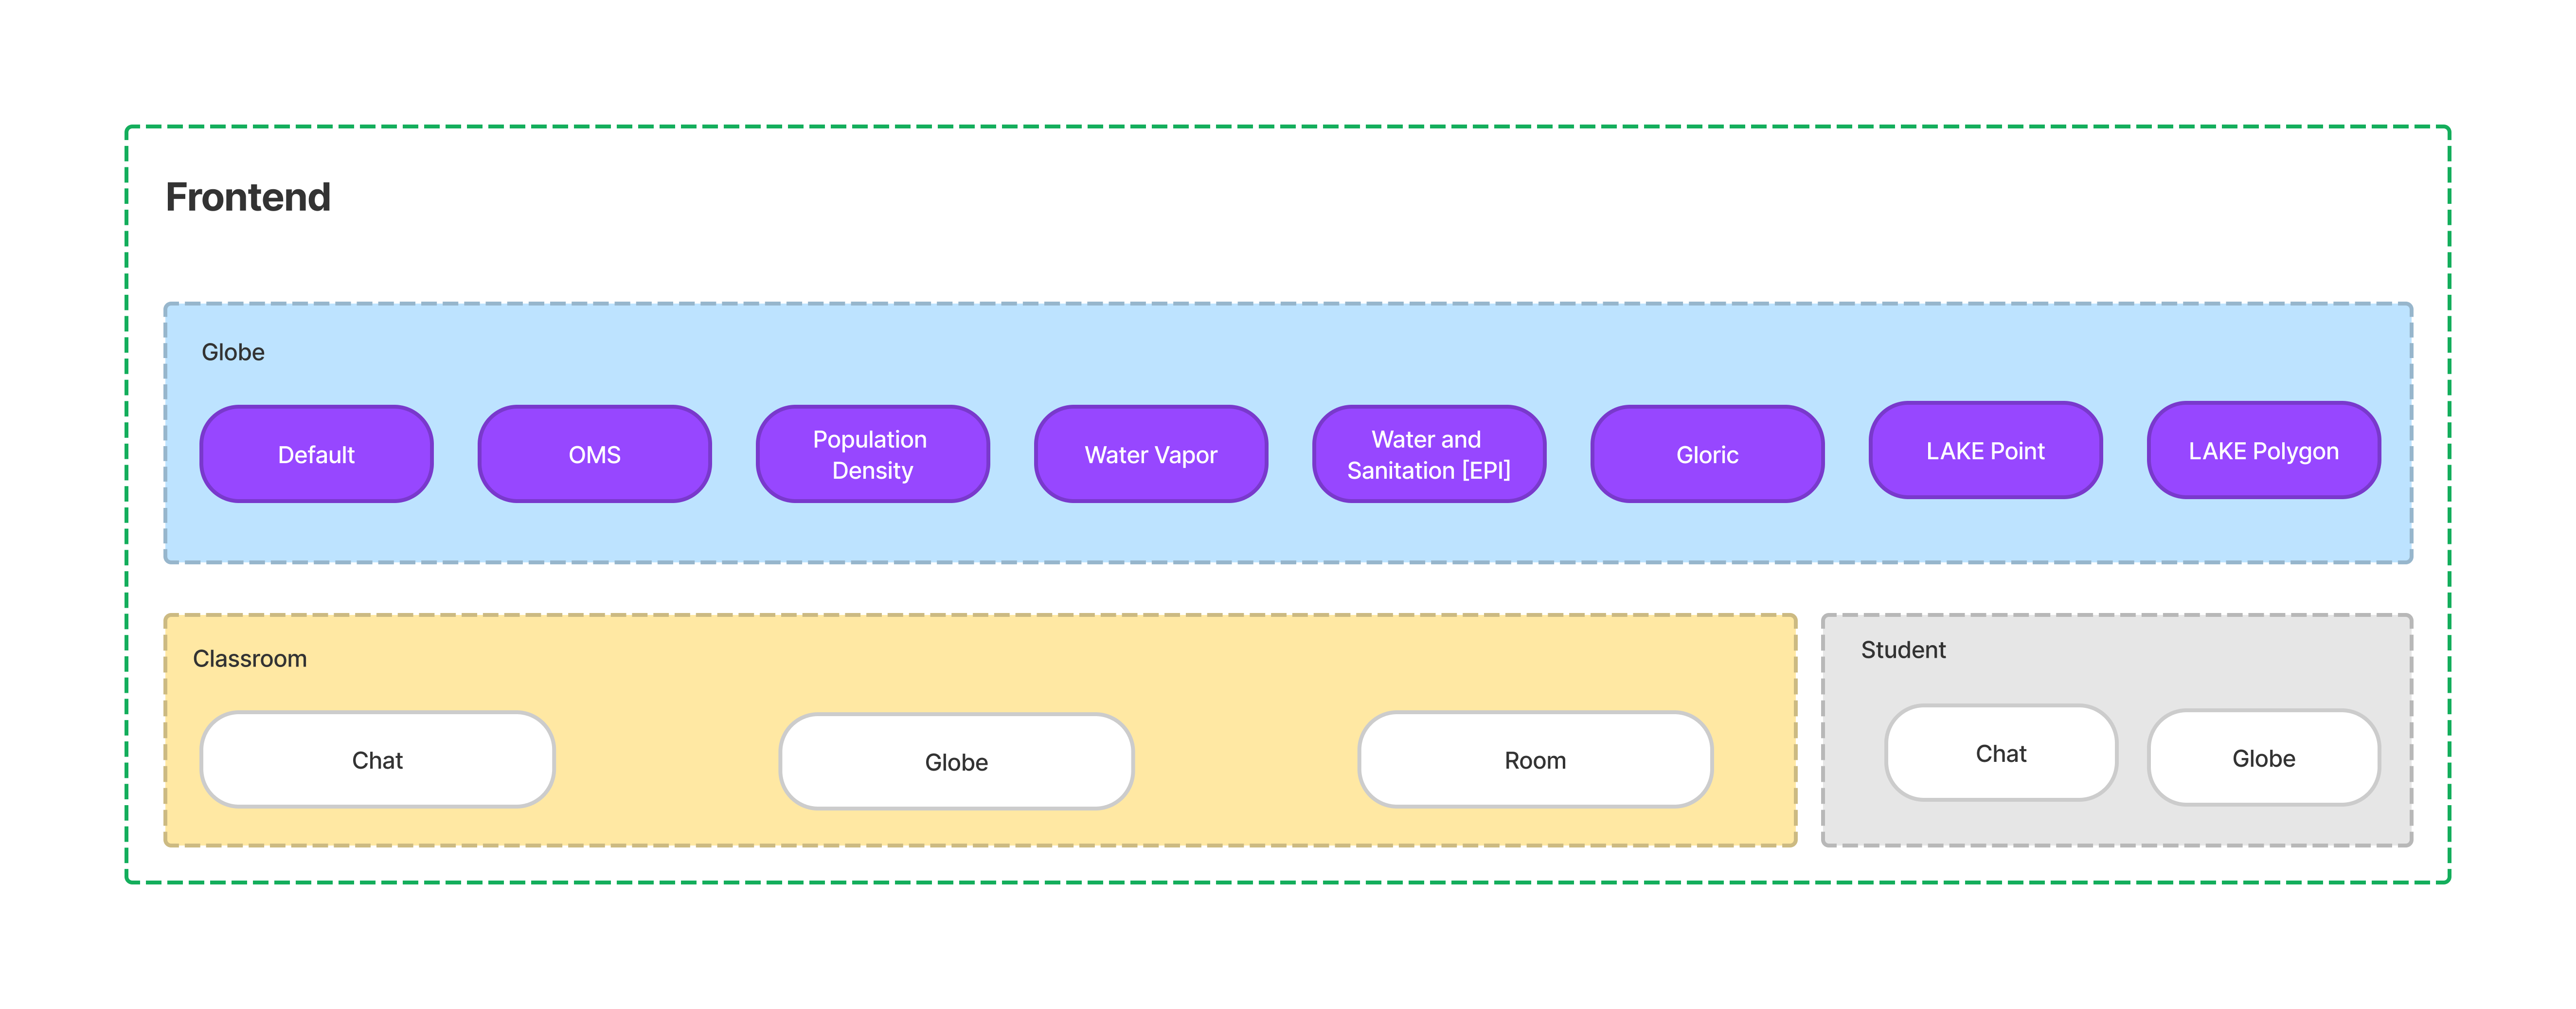 Frontend
Globe
Default
OMS
Population
Density
Water Vapor
Water and
Sanitation [EPI]
Gloric
LAKE Point
LAKE Polygon
Classroom
Chat
Globe
Room
Student
Chat
Globe